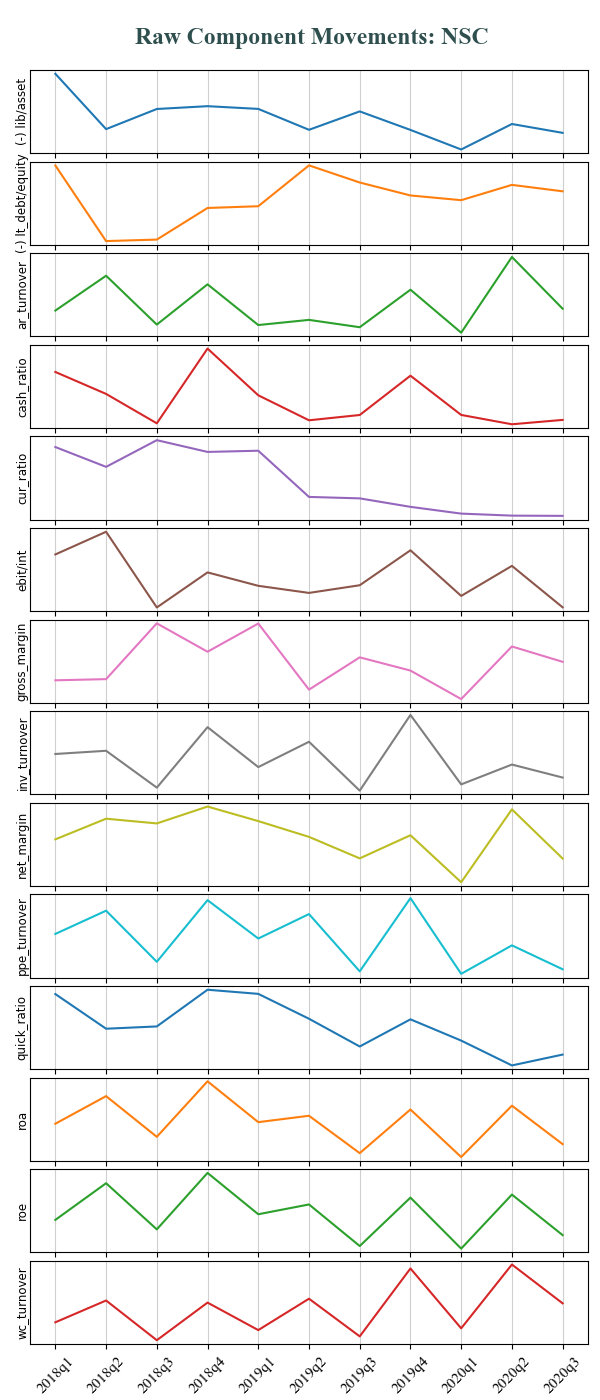 Raw Component Movements: NSC
(-) lib/asset
(-) lt_debt/equity
ar_turnover
cash_ratio
cur_ratio
ebit/int
gross_margin
inv_turnover
net_margin
ppe_turnover
quick_ratio
roa
roe
wc_turnover
2018q1 2018q2 2018q3 2018q4 2019q1 2019q2 2019q3 2019q4 2020q1 2020q2 2020q3